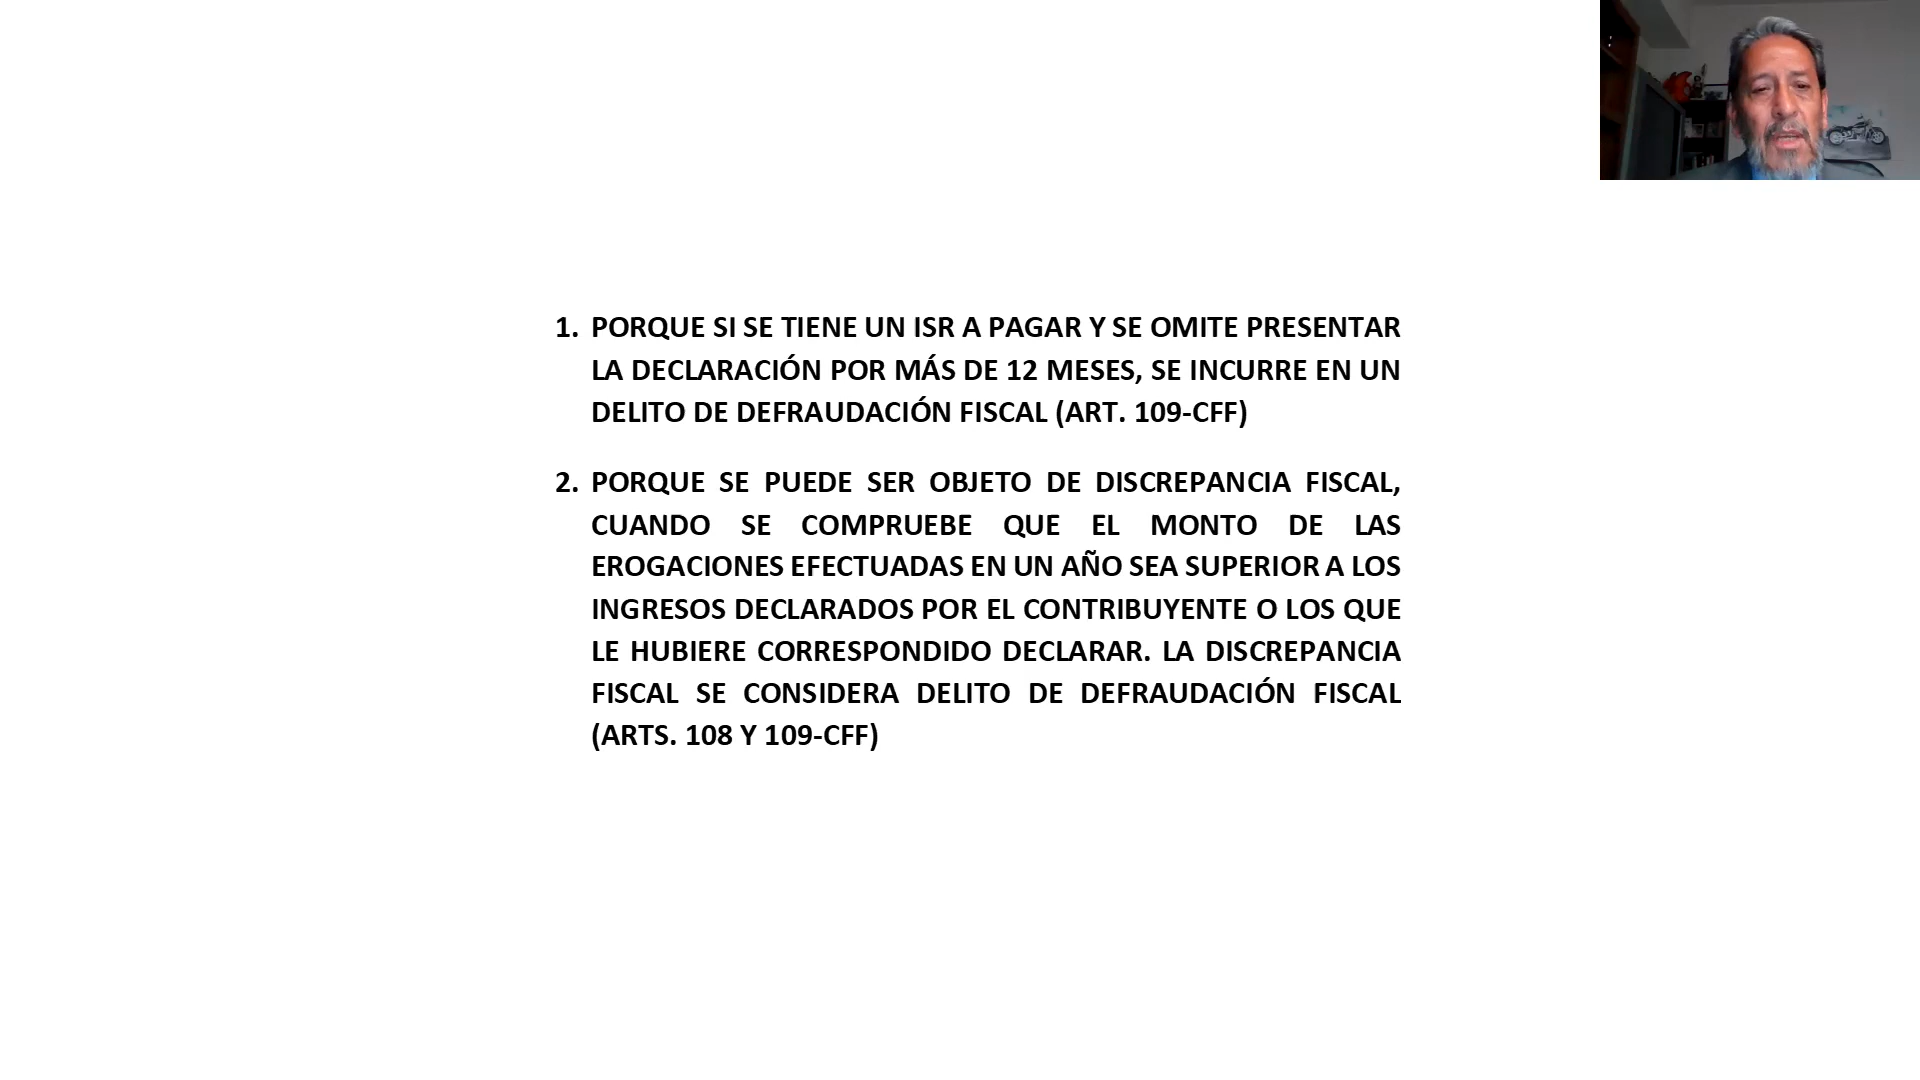 1. PORQUE SI SE TIENE UN ISR A PAGAR Y SE OMITE PRESENTAR
LA DECLARACIÓN POR MÁS DE 12 MESES, SE INCURRE EN UN
DELITO DE DEFRAUDACIÓN FISCAL (ART. 109-CFF)
2. PORQUE SE PUEDE SER OBJETO DE DISCREPANCIA FISCAL,
CUANDO SE COMPRUEBE QUE EL MONTO DE LAS
EROGACIONES EFECTUADAS EN UN AÑO SEA SUPERIOR A LOS
INGRESOS DECLARADOS POR EL CONTRIBUYENTE O LOS QUE
LE HUBIERE CORRESPONDIDO DECLARAR. LA DISCREPANCIA
FISCAL SE CONSIDERA DELITO DE DEFRAUDACIÓN FISCAL
(ARTS. 108 Y 109-CFF)